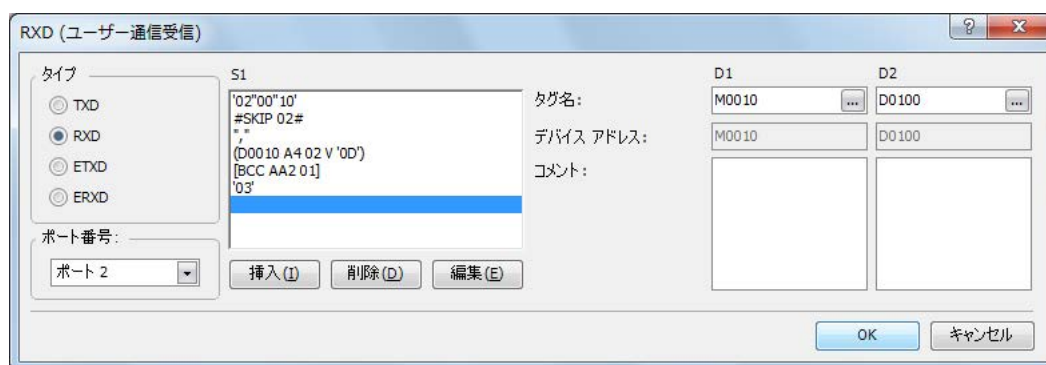 RXD (ユーザー通信受信)
タイプ
TXD
RXD
ETXD
ERXD
ポート番号:
ポート 2
S1
'02"00"10'
#SKIP 02#
","
(D0010 A4 02 V '0D')
[BCC AA2 01]
'03'
挿入(I)
削除(D)
編集(E)
D1
D2
タグ名:
M0010
...
D0100
...
デバイス アドレス:
M0010
D0100
コメント:
OK
キャンセル